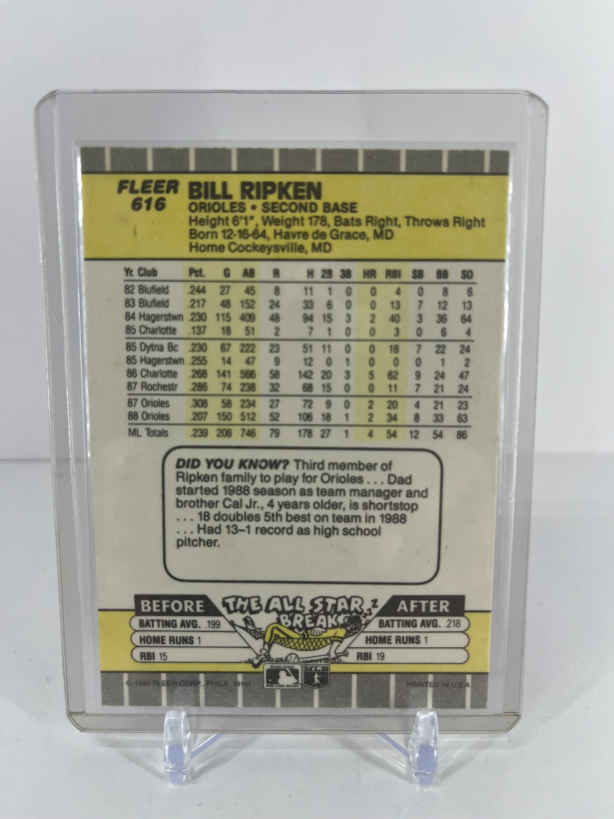 FLEER BILL RIPKEN
616 ORIOLES • SECOND BASE
Height 6'1", Weight 178, Bats Right, Throws Right
Born 12-16-64, Havre de Grace, MD
Home Cockeysville, MD
Yr. Club Pct. G AB R H 2B 3B HR RBI SB BB SO
82 Blufield .244 27 45 8 11 1 0 0 4 0 8 6
83 Blufield .217 48 152 24 33 6 0 0 13 7 12 13
84 Hagerstwn .230 115 409 48 94 15 3 2 40 3 36 64
85 Charlotte .137 18 51 2 7 1 0 0 3 0 6 4
85 Dytna Bc .230 67 222 23 51 11 0 0 18 7 22 24
85 Hagerstwn .255 14 47 9 12 0 1 0 0 0 1 2
86 Charlotte .268 141 566 58 142 20 3 5 62 9 24 47
87 Rochestr .286 74 238 32 68 15 0 0 11 7 21 24
87 Orioles .308 58 234 27 72 9 0 2 20 4 21 23
88 Orioles .207 150 512 52 106 18 1 2 34 8 33 63
ML Totals .239 208 746 79 178 27 1 4 54 12 54 86
DID YOU KNOW? Third member of
Ripken family to play for Orioles . . . Dad
started 1988 season as team manager and
brother Cal Jr., 4 years older, is shortstop
. . . 18 doubles 5th best on team in 1988
. . . Had 13-1 record as high school
pitcher.
BEFORE THE ALL STAR BREAK AFTER
BATTING AVG. .199 BATTING AVG. .218
HOME RUNS 1 HOME RUNS 1
RBI 15 RBI 19
FLEER CORP., PHILA. PRINTED IN U.S.A.